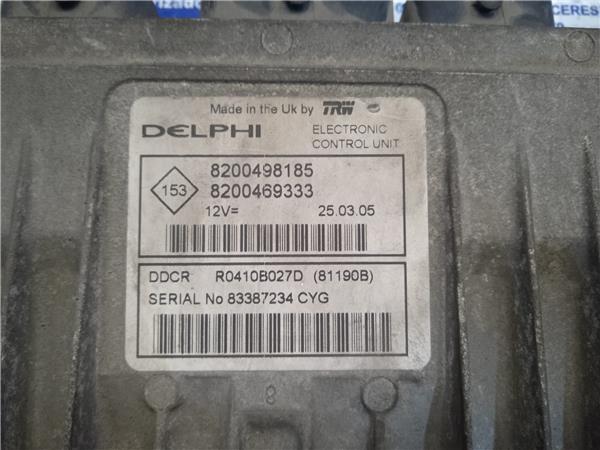 Made in the Uk by TRW
DELPHI ELECTRONIC
CONTROL UNIT
153
8200498185
8200469333
12V= 25.03.05
DDCR R0410B027D (81190B)
SERIAL No 83387234 CYG
8